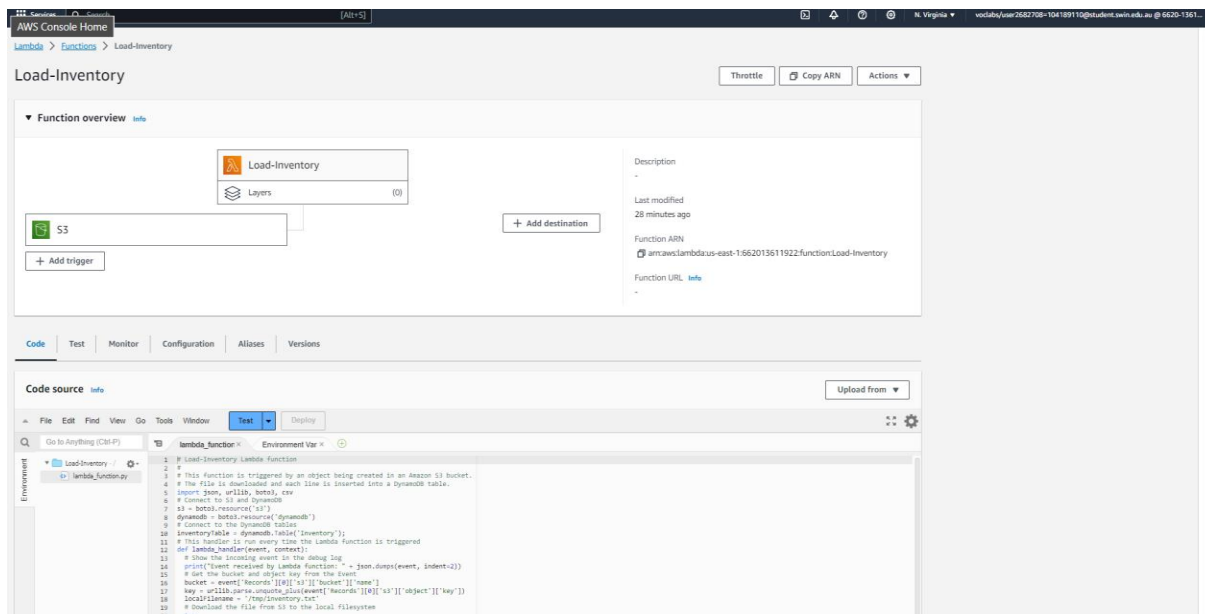 Services Search [Alt+S] N. Virginia ▼ voclabs/user2682708=104189110@student.swin.edu.au @ 6620-1361...
AWS Console Home
Lambda > Functions > Load-Inventory
Load-Inventory
Throttle Copy ARN Actions ▼
▼ Function overview Info
Load-Inventory
Layers (0)
S3
+ Add trigger
+ Add destination
Description
-
Last modified
28 minutes ago
Function ARN
arn:aws:lambda:us-east-1:662013611922:function:Load-Inventory
Function URL Info
-
Code Test Monitor Configuration Aliases Versions
Code source Info
Upload from ▼
File Edit Find View Go Tools Window Test Deploy
Go to Anything (Ctrl-P)
lambda_function × Environment Var ×
Environment
Load-Inventory - /
lambda_function.py
1 # Load-Inventory Lambda function
2 #
3 # This function is triggered by an object being created in an Amazon S3 bucket.
4 # The file is downloaded and each line is inserted into a DynamoDB table.
5 import json, urllib, boto3, csv
6 # Connect to S3 and DynamoDB
7 s3 = boto3.resource('s3')
8 dynamodb = boto3.resource('dynamodb')
9 # Connect to the DynamoDB tables
10 inventoryTable = dynamodb.Table('Inventory');
11 # This handler is run every time the Lambda function is triggered
12 def lambda_handler(event, context):
13 # Show the incoming event in the debug log
14 print("Event received by Lambda function: " + json.dumps(event, indent=2))
15 # Get the bucket and object key from the Event
16 bucket = event['Records'][0]['s3']['bucket']['name']
17 key = urllib.parse.unquote_plus(event['Records'][0]['s3']['object']['key'])
18 localFilename = '/tmp/inventory.txt'
19 # Download the file from S3 to the local filesystem